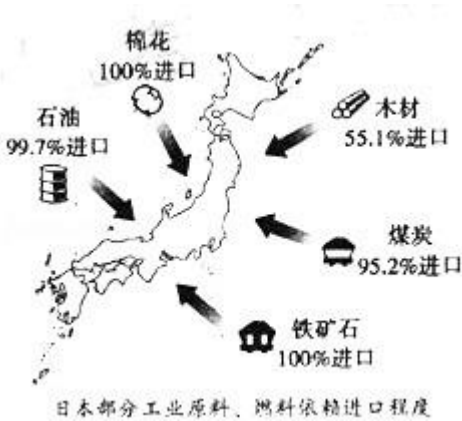 棉花
100%进口
石油
99.7%进口
木材
55.1%进口
煤炭
95.2%进口
铁矿石
100%进口
日本部分工业原料、燃料依赖进口程度